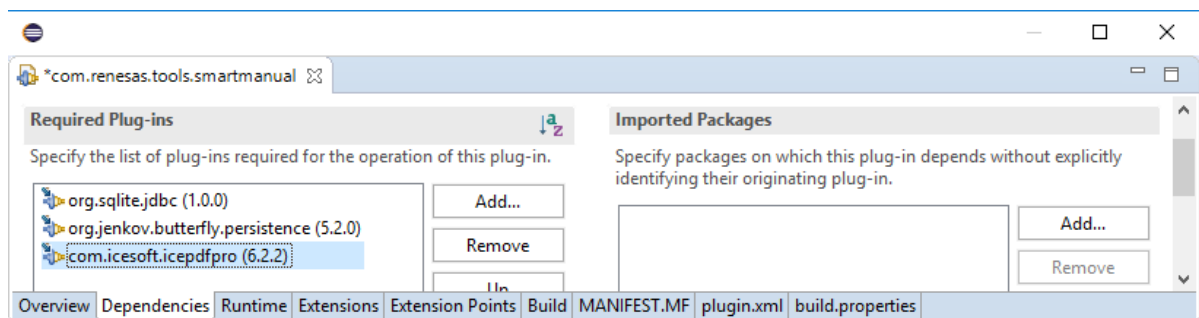 *com.renesas.tools.smartmanual
Required Plug-ins
Specify the list of plug-ins required for the operation of this plug-in.
org.sqlite.jdbc (1.0.0)
org.jenkov.butterfly.persistence (5.2.0)
com.icesoft.icepdfpro (6.2.2)
Add...
Remove
Up
Imported Packages
Specify packages on which this plug-in depends without explicitly
identifying their originating plug-in.
Add...
Remove
Overview Dependencies Runtime Extensions Extension Points Build MANIFEST.MF plugin.xml build.properties